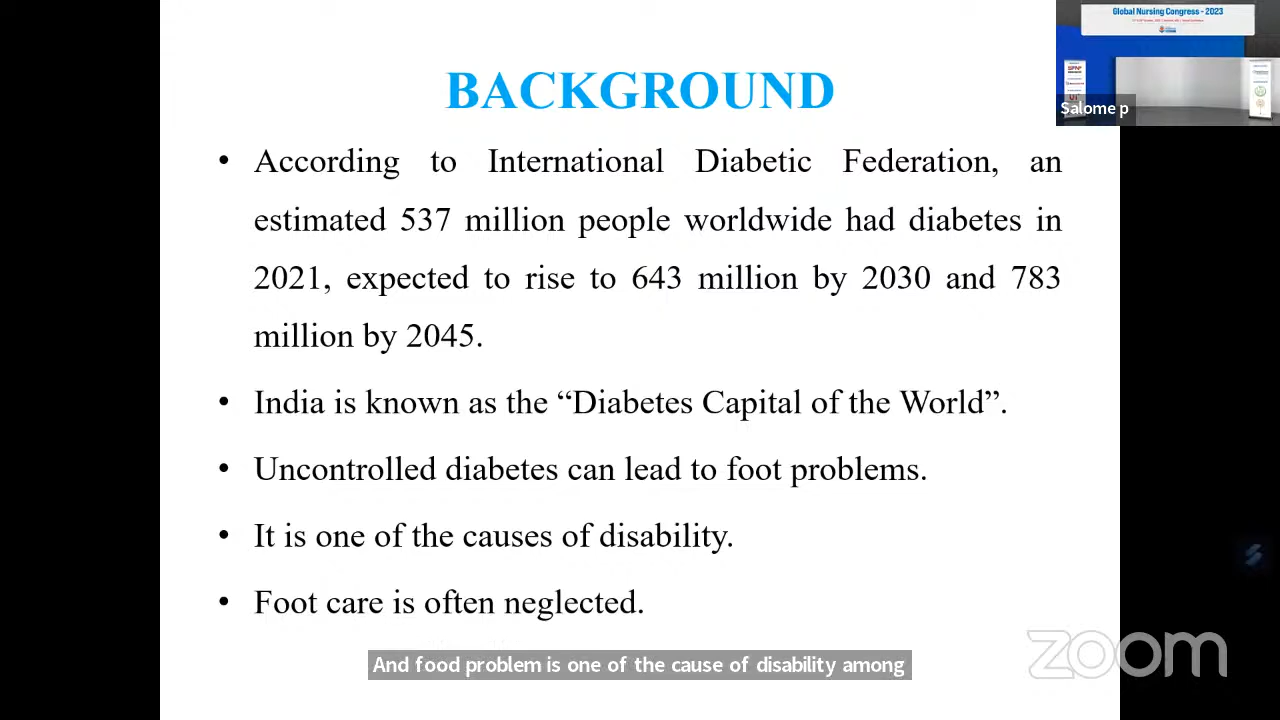 Global Nursing Congress - 2023
Salome p
BACKGROUND
• According to International Diabetic Federation, an
estimated 537 million people worldwide had diabetes in
2021, expected to rise to 643 million by 2030 and 783
million by 2045.
• India is known as the “Diabetes Capital of the World”.
• Uncontrolled diabetes can lead to foot problems.
• It is one of the causes of disability.
• Foot care is often neglected.
And food problem is one of the cause of disability among
zoom